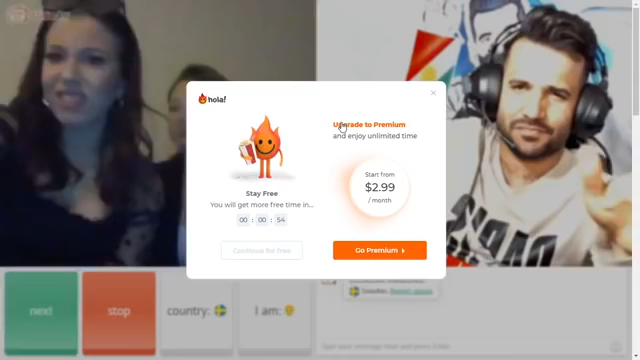 hola!
Upgrade to Premium
and enjoy unlimited time
Start from
$2.99
/ month
Stay Free
You will get more free time in...
00 : 00 : 54
Continue for free
Go Premium
next
stop
country:
I am: